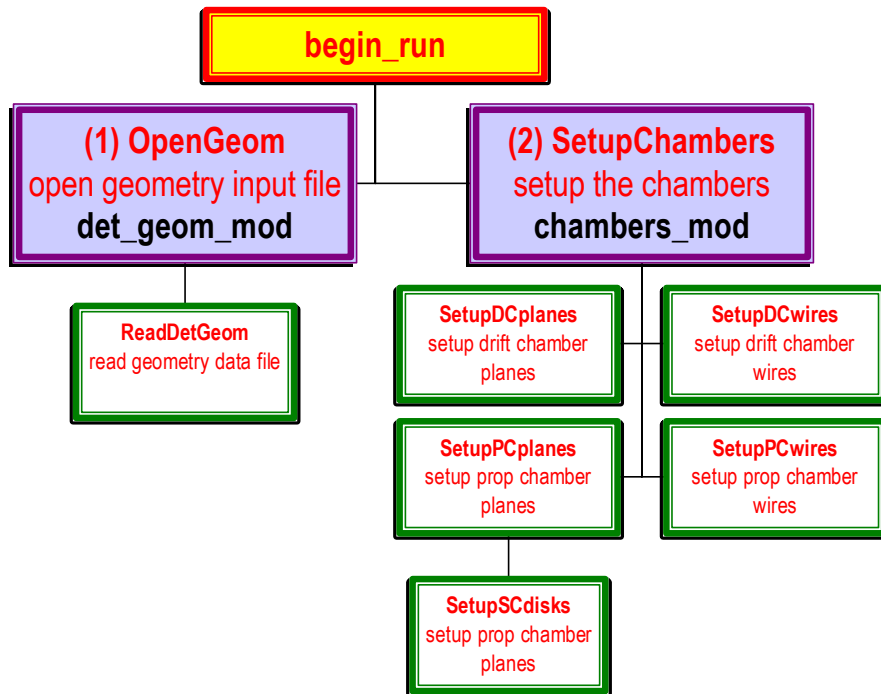 begin_run
(1) OpenGeom
open geometry input file
det_geom_mod
(2) SetupChambers
setup the chambers
chambers_mod
ReadDetGeom
read geometry data file
SetupDCplanes
setup drift chamber
planes
SetupDCwires
setup drift chamber
wires
SetupPCplanes
setup prop chamber
planes
SetupPCwires
setup prop chamber
wires
SetupSCdisks
setup prop chamber
planes